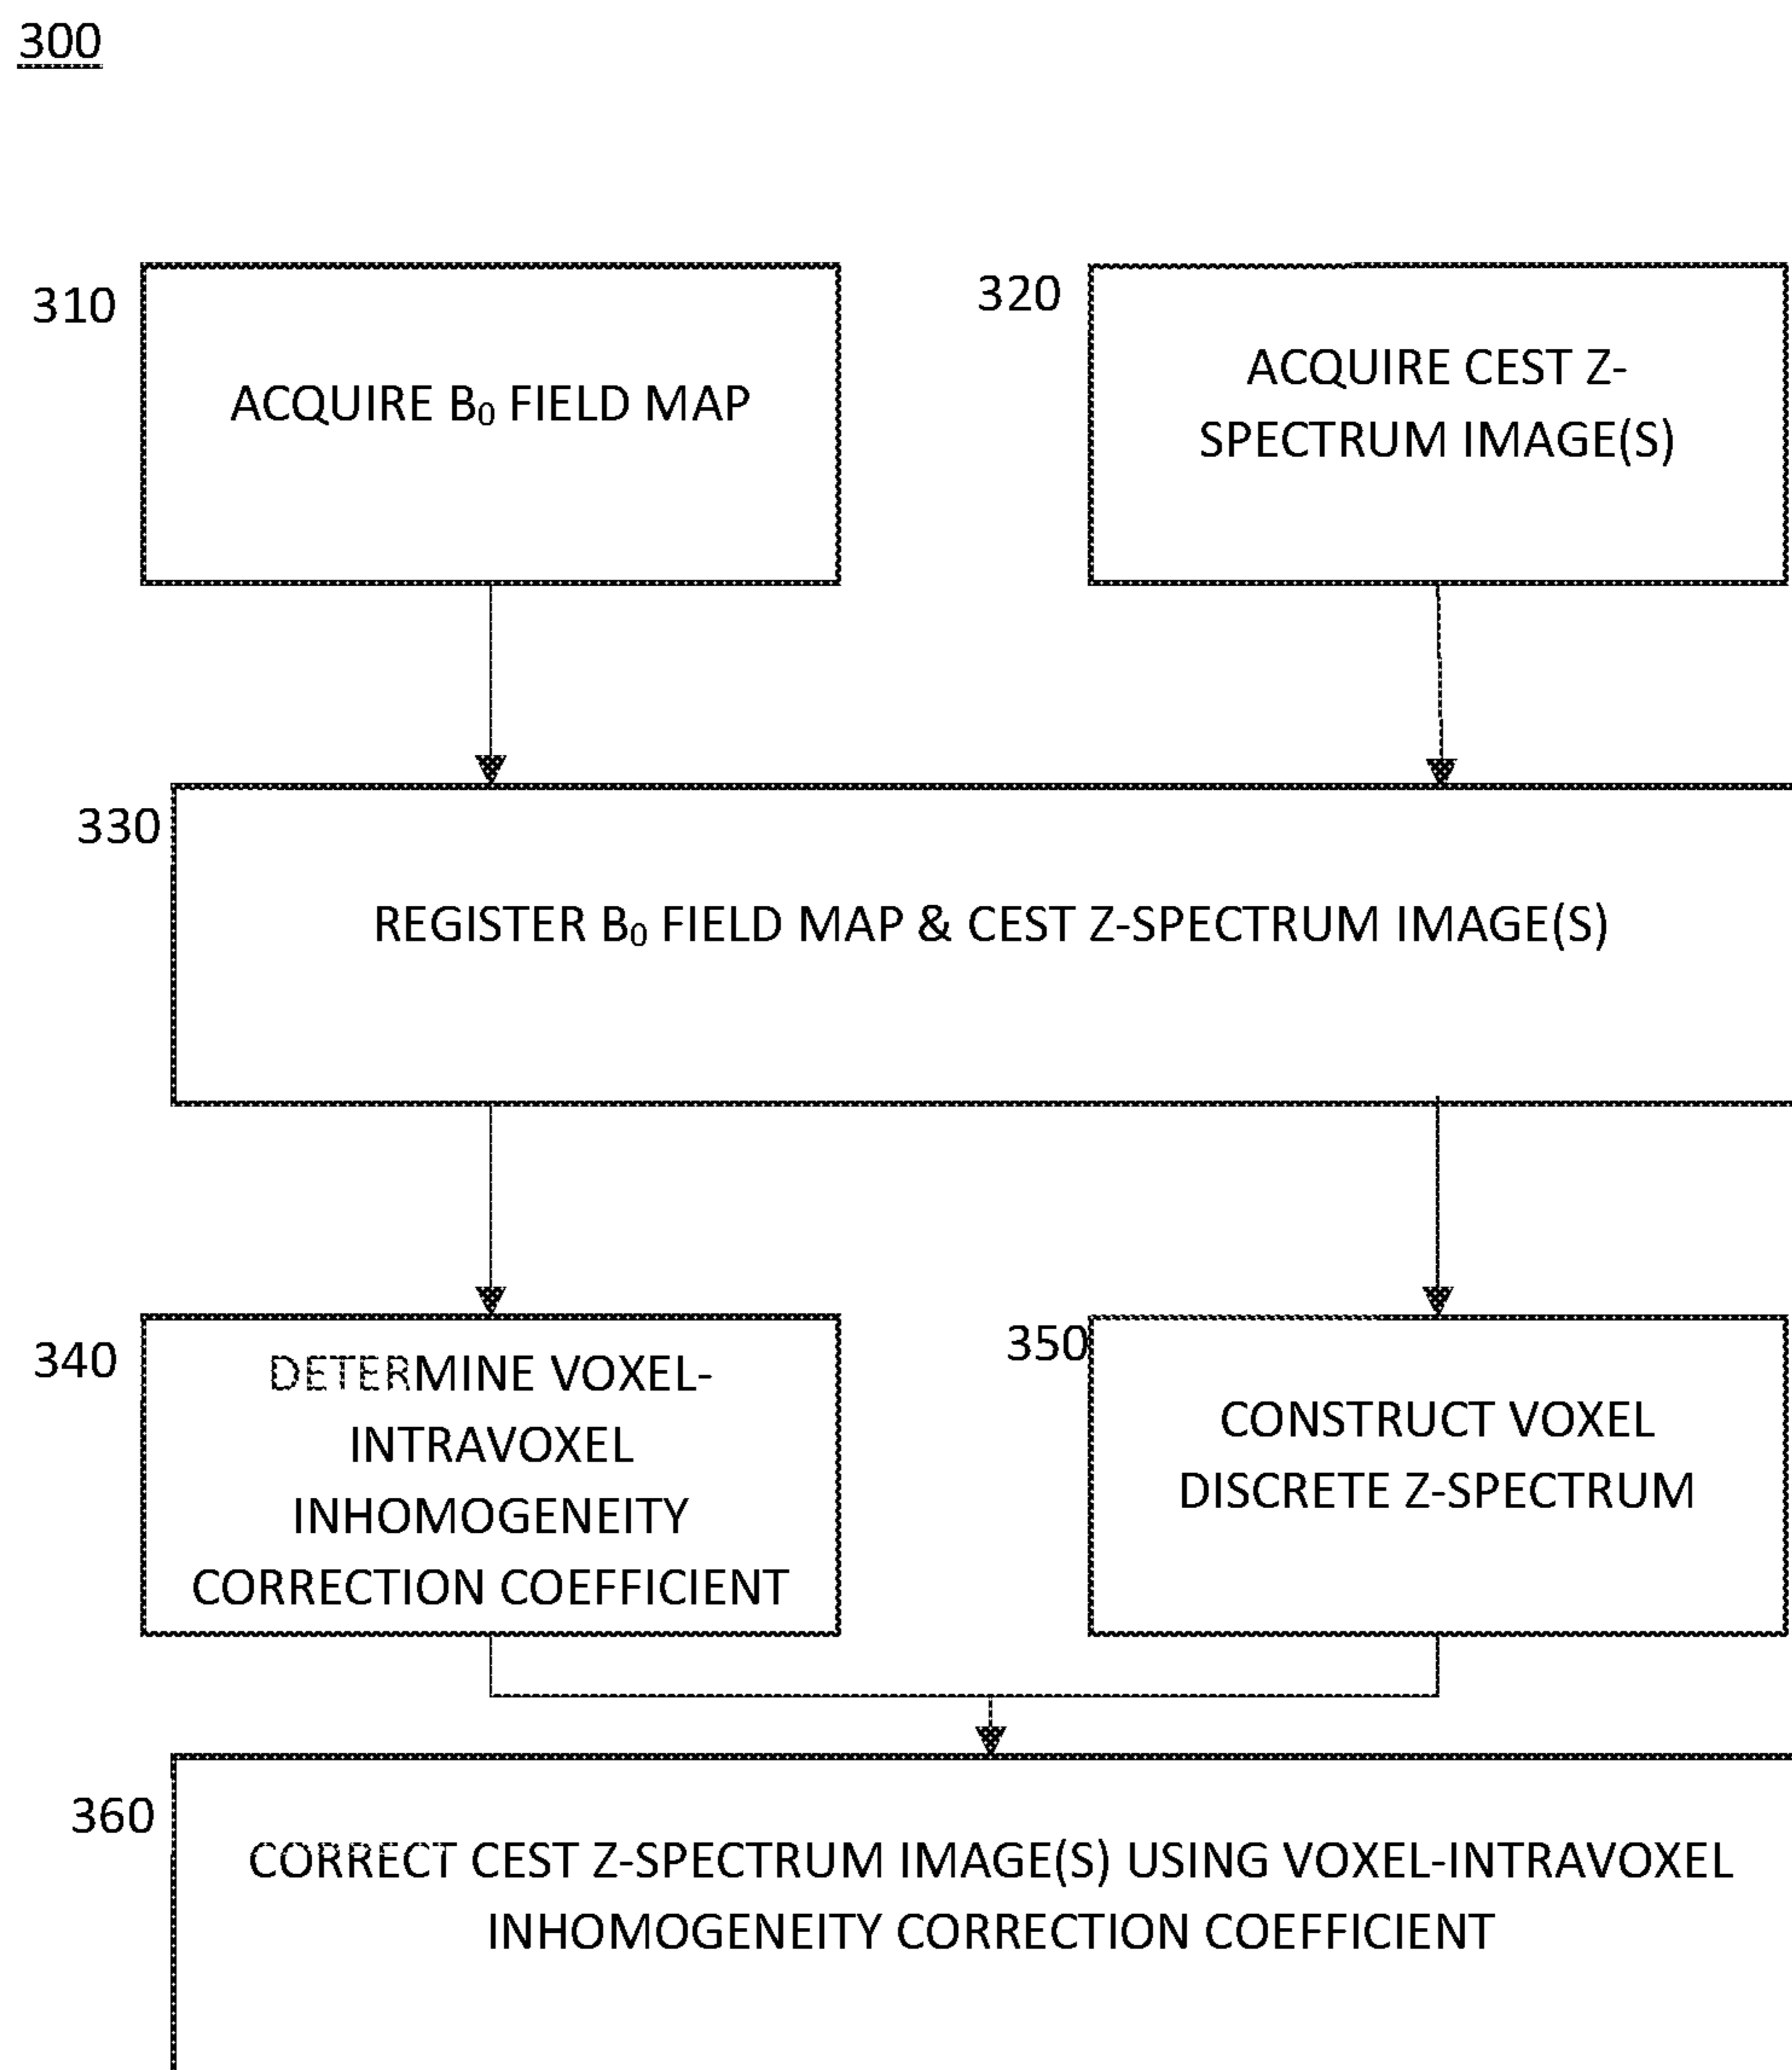 300
310
ACQUIRE B₀ FIELD MAP
320
ACQUIRE CEST Z-
SPECTRUM IMAGE(S)
330
REGISTER B₀ FIELD MAP & CEST Z-SPECTRUM IMAGE(S)
340
DETERMINE VOXEL-
INTRAVOXEL
INHOMOGENEITY
CORRECTION COEFFICIENT
350
CONSTRUCT VOXEL
DISCRETE Z-SPECTRUM
360
CORRECT CEST Z-SPECTRUM IMAGE(S) USING VOXEL-INTRAVOXEL
INHOMOGENEITY CORRECTION COEFFICIENT